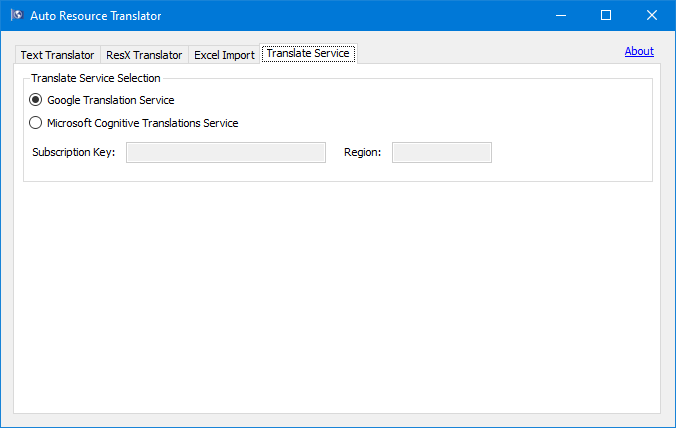 Auto Resource Translator
Text Translator ResX Translator Excel Import Translate Service About
Translate Service Selection
Google Translation Service
Microsoft Cognitive Translations Service
Subscription Key: Region: